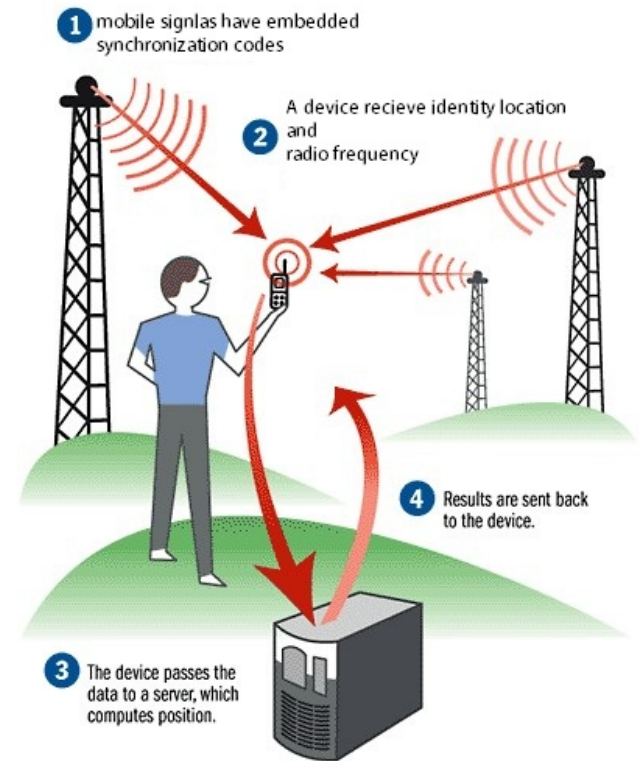 1 mobile signlas have embedded
synchronization codes
2 A device recieve identity location
and
radio frequency
3 The device passes the
data to a server, which
computes position.
4 Results are sent back
to the device.